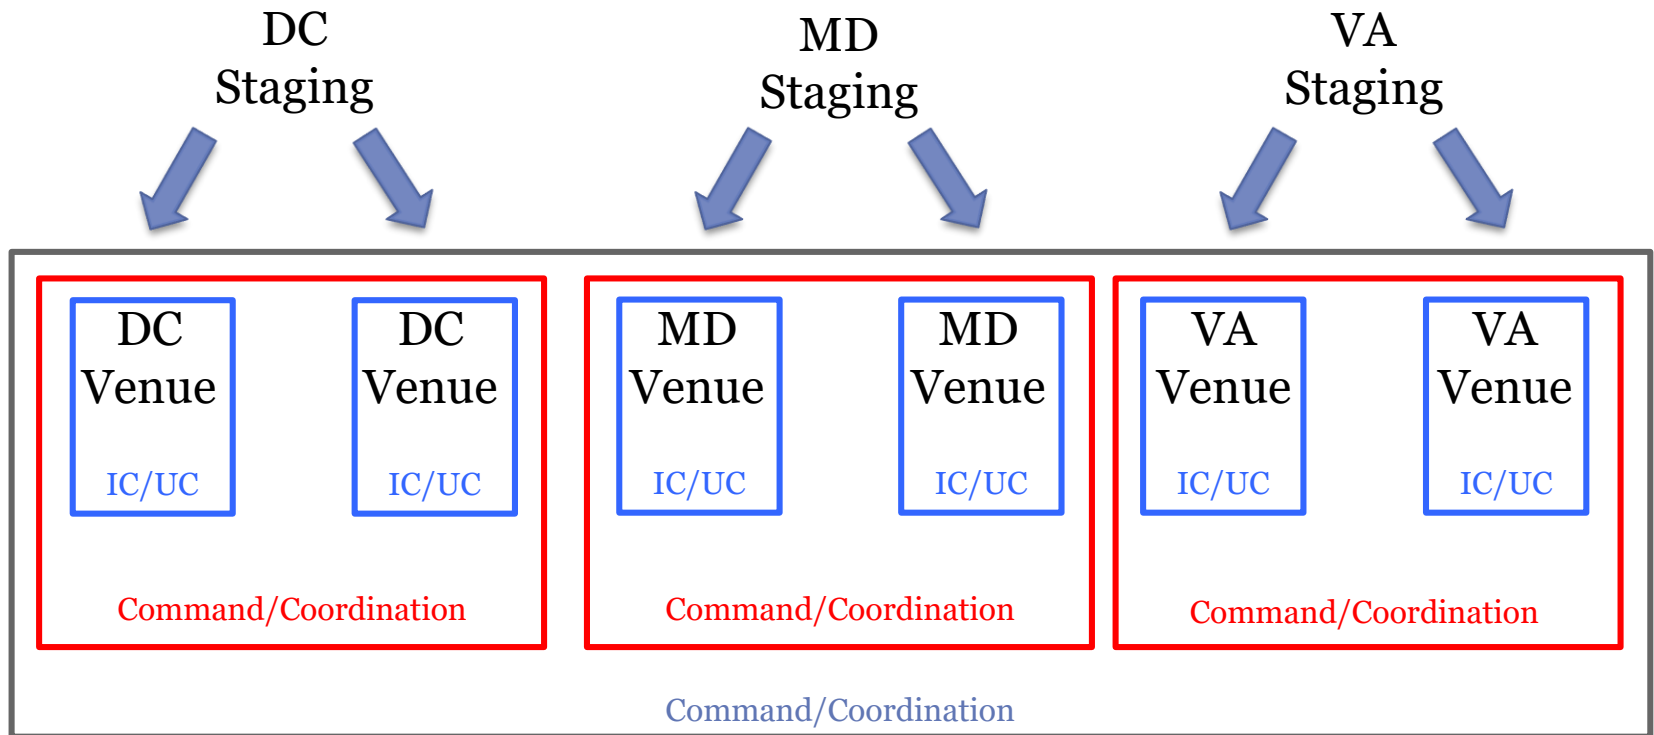 DC
Staging
MD
Staging
VA
Staging
DC
Venue
IC/UC
DC
Venue
IC/UC
MD
Venue
IC/UC
MD
Venue
IC/UC
VA
Venue
IC/UC
VA
Venue
IC/UC
Command/Coordination
Command/Coordination
Command/Coordination
Command/Coordination